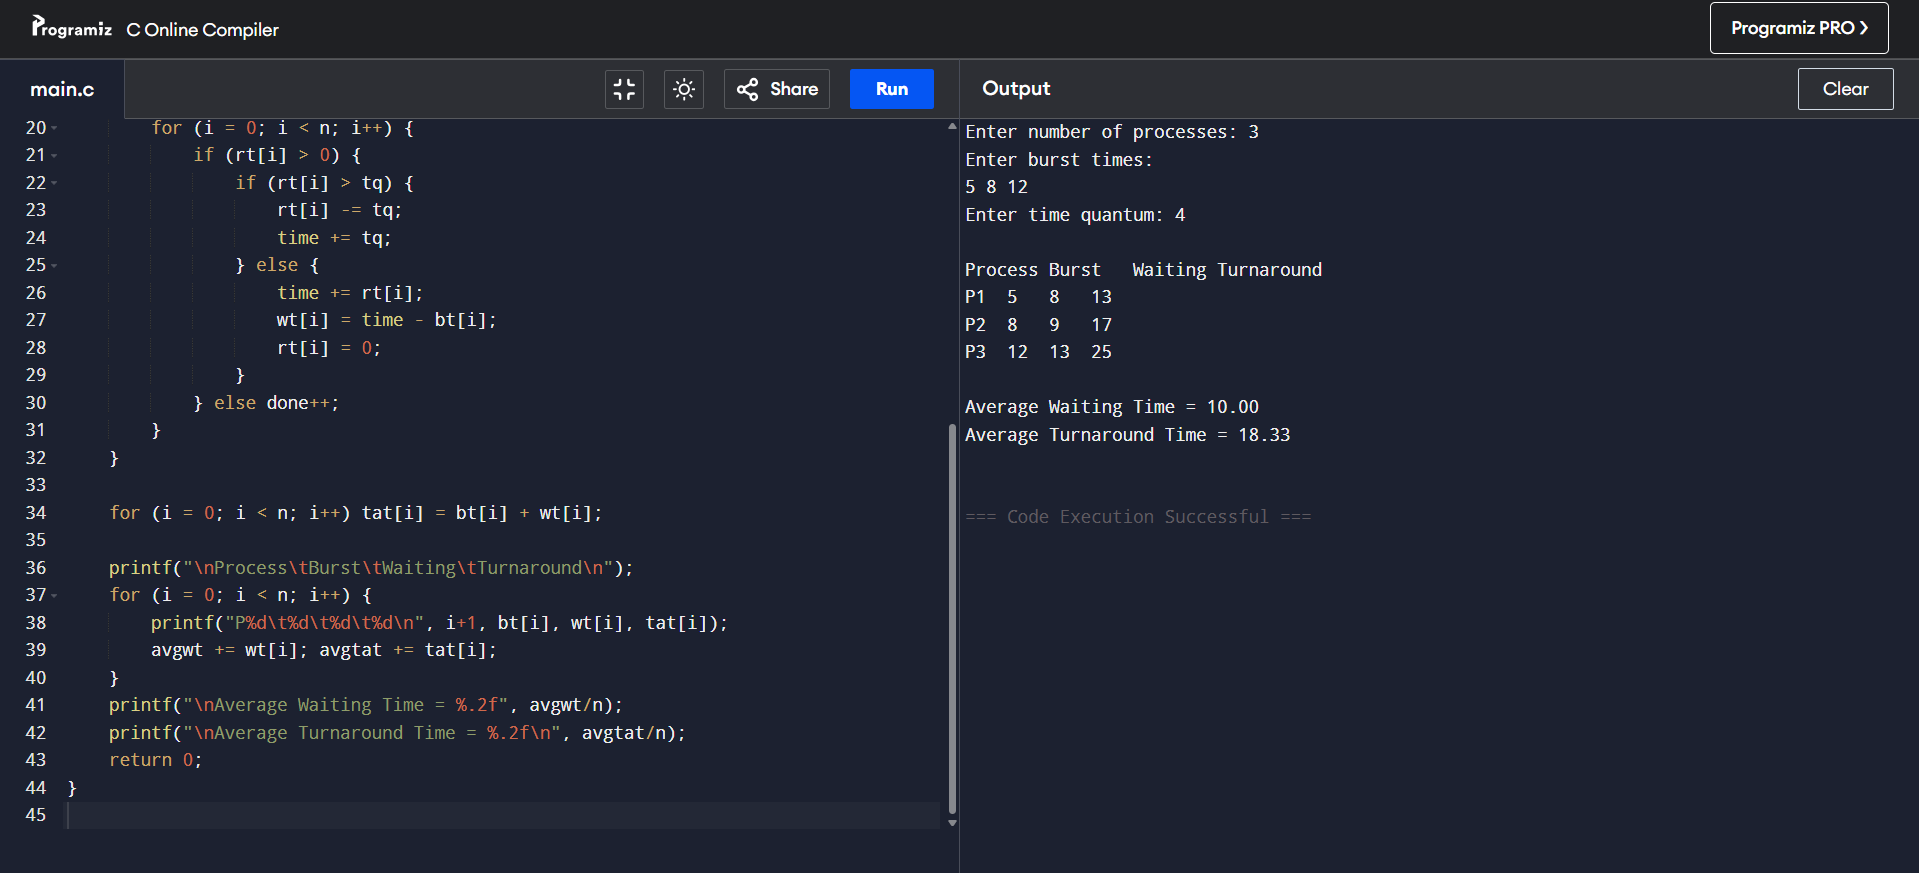 Programiz C Online Compiler
Programiz PRO ❯
main.c
Share
Run
Output
Clear
20 for (i = 0; i < n; i++) {
21 if (rt[i] > 0) {
22 if (rt[i] > tq) {
23 rt[i] -= tq;
24 time += tq;
25 } else {
26 time += rt[i];
27 wt[i] = time - bt[i];
28 rt[i] = 0;
29 }
30 } else done++;
31 }
32 }
33
34 for (i = 0; i < n; i++) tat[i] = bt[i] + wt[i];
35
36 printf("\nProcess\tBurst\tWaiting\tTurnaround\n");
37 for (i = 0; i < n; i++) {
38 printf("P%d\t%d\t%d\t%d\n", i+1, bt[i], wt[i], tat[i]);
39 avgwt += wt[i]; avgtat += tat[i];
40 }
41 printf("\nAverage Waiting Time = %.2f", avgwt/n);
42 printf("\nAverage Turnaround Time = %.2f\n", avgtat/n);
43 return 0;
44 }
45
Enter number of processes: 3
Enter burst times:
5 8 12
Enter time quantum: 4
Process Burst Waiting Turnaround
P1 5 8 13
P2 8 9 17
P3 12 13 25
Average Waiting Time = 10.00
Average Turnaround Time = 18.33
=== Code Execution Successful ===